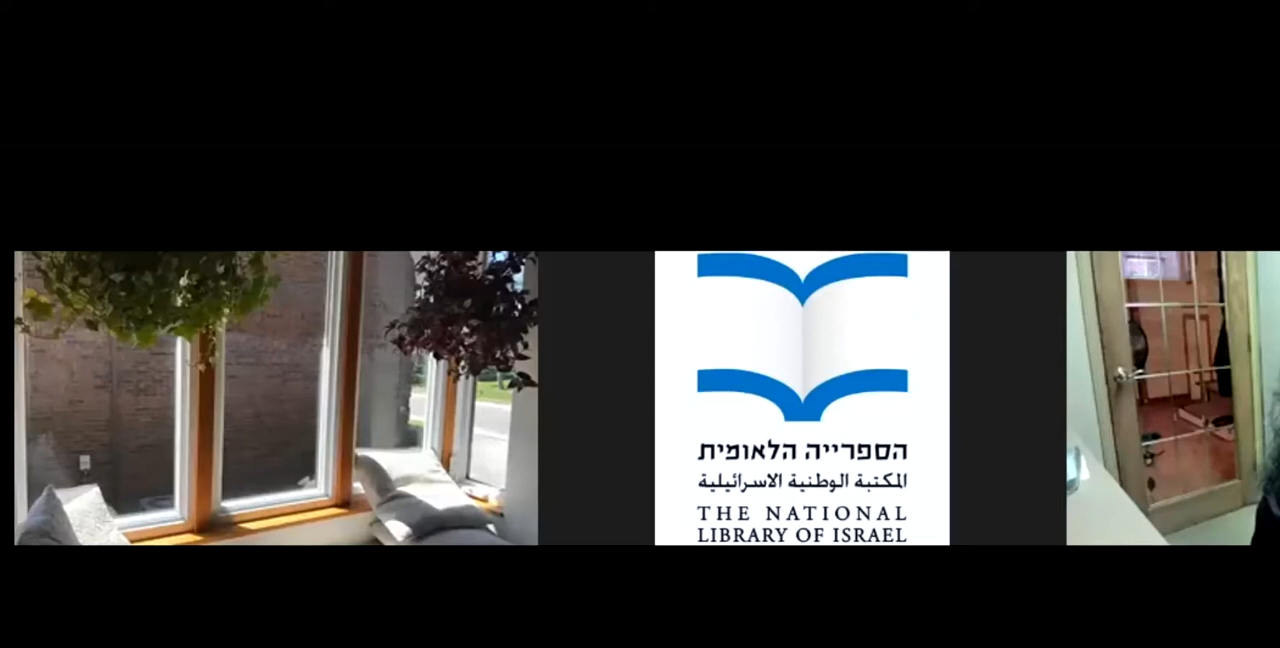 הספרייה הלאומית
المكتبة الوطنية الاسرائيلية
THE NATIONAL
LIBRARY OF ISRAEL